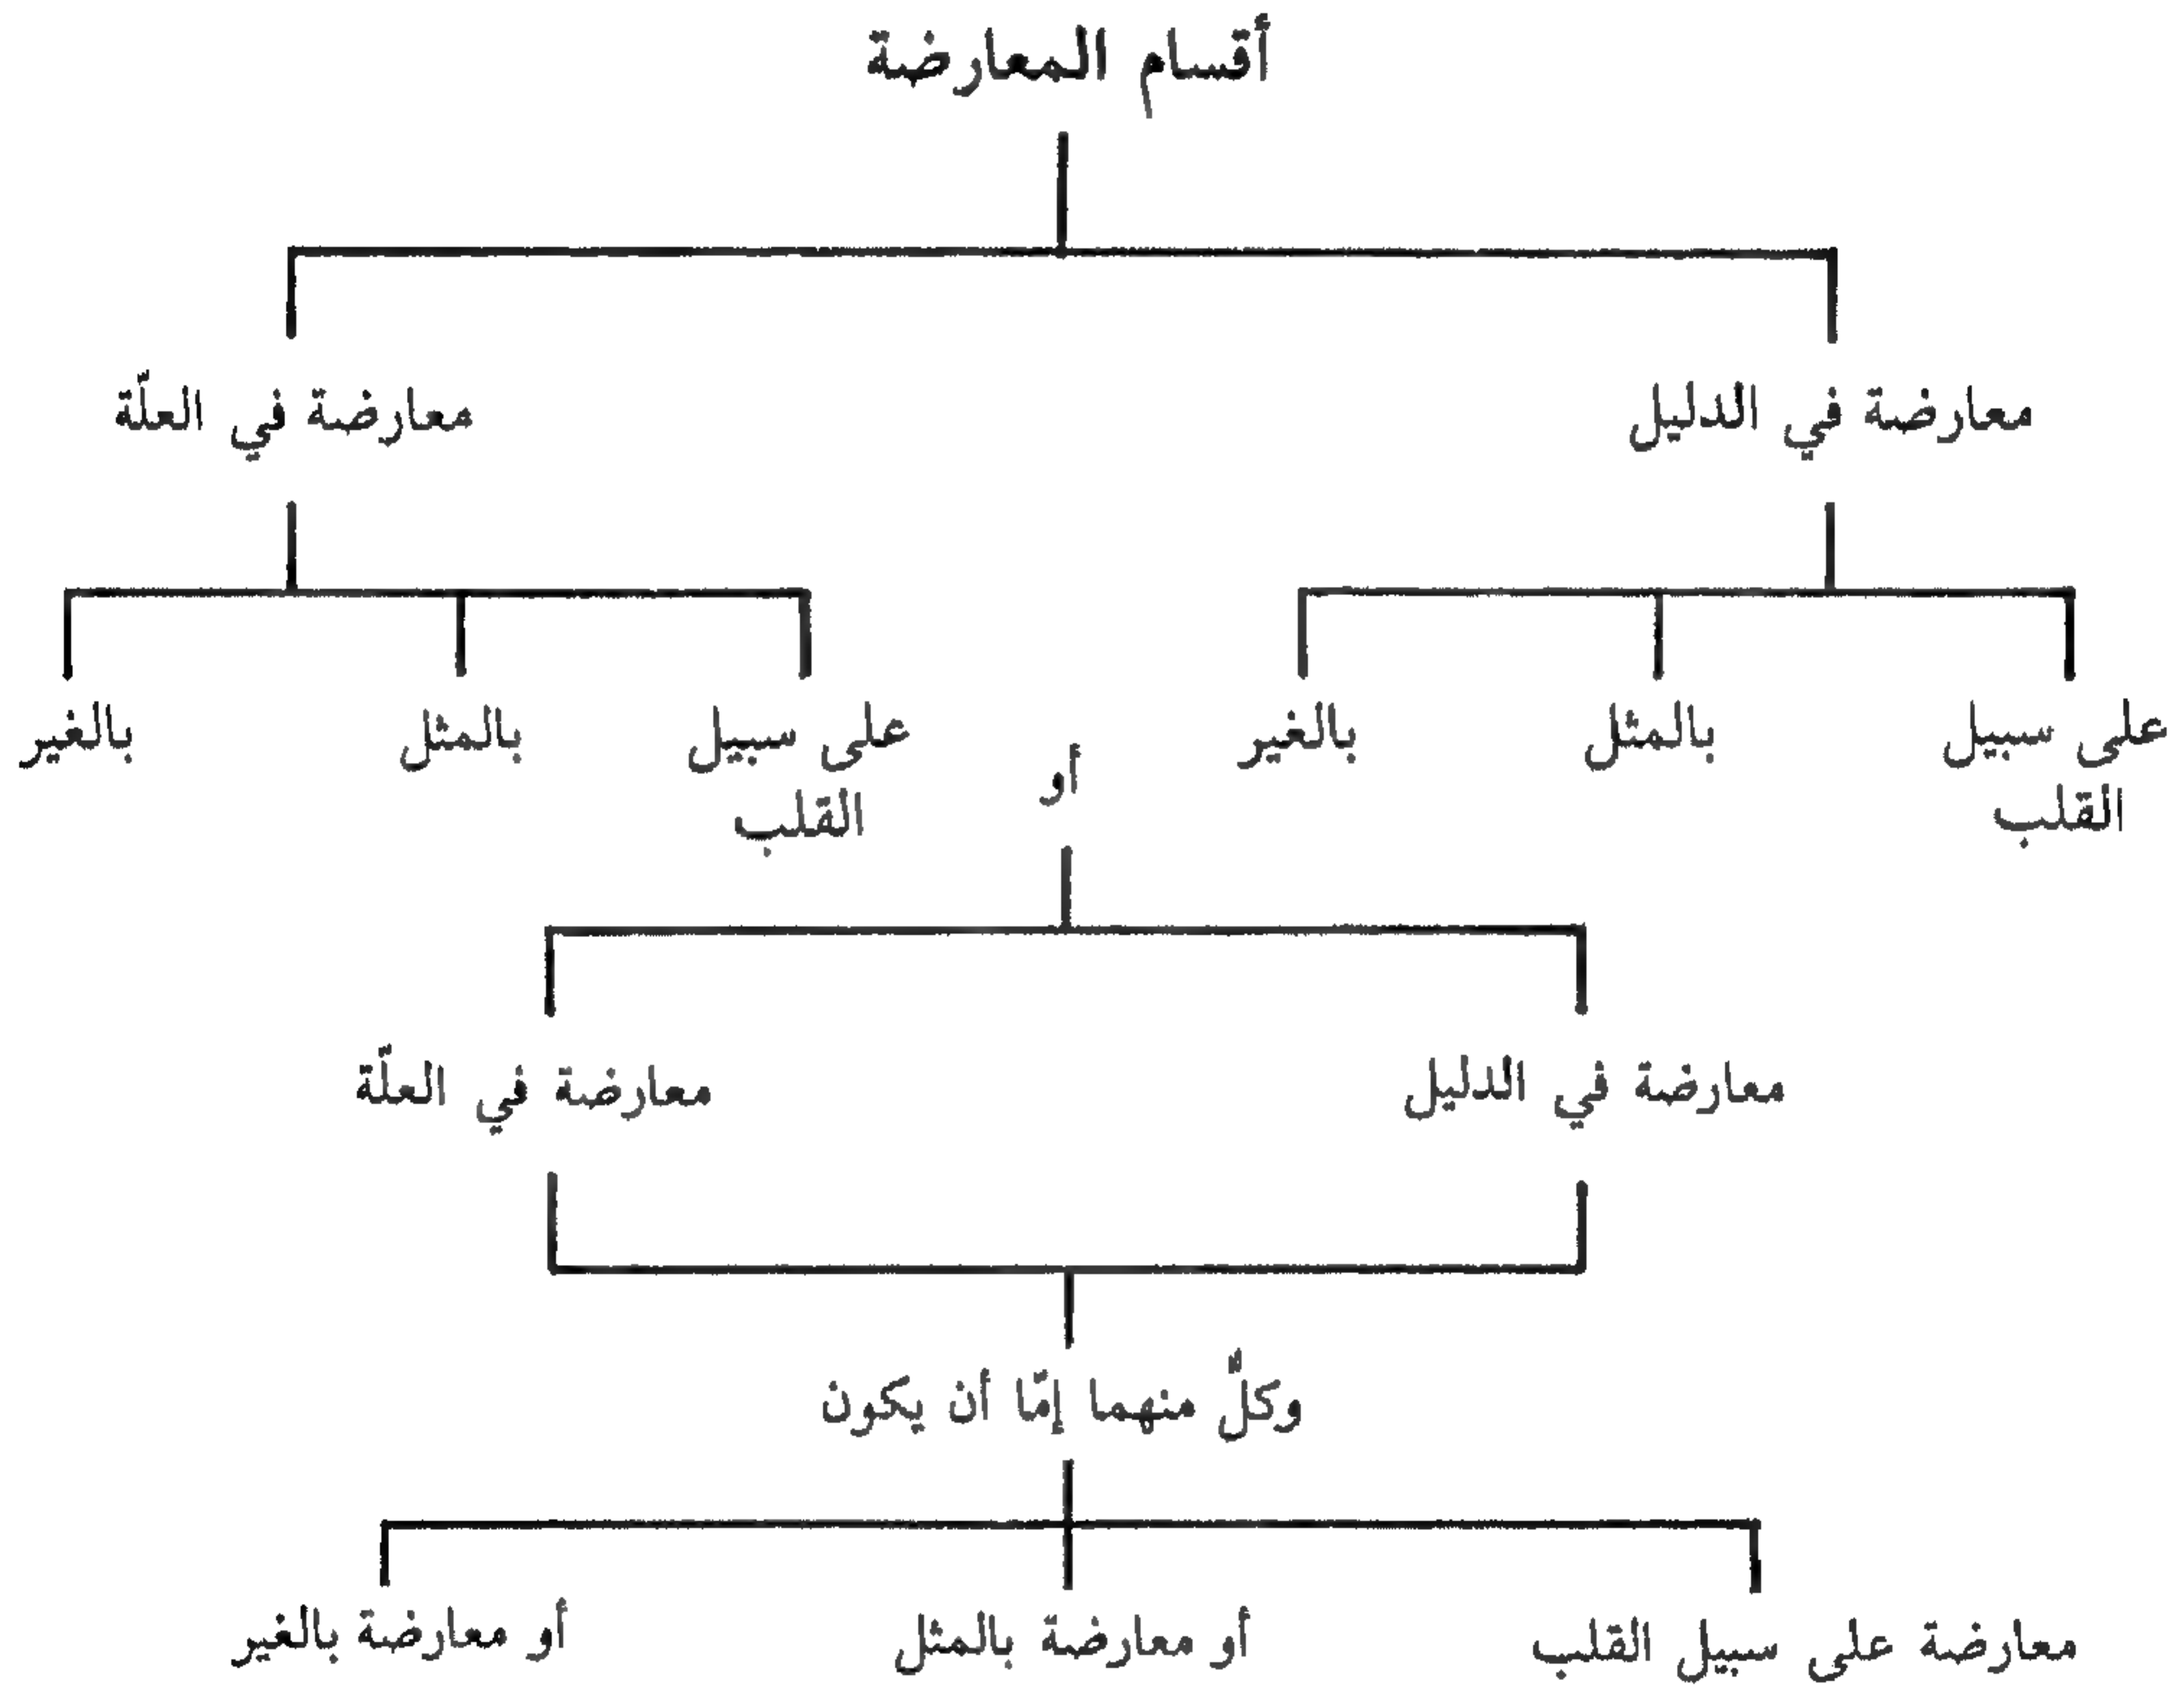 أقسام المعارضة
معارضة في الدليل
معارضة في العلّة
على سبيل
القلب
بالمثل
بالغير
على سبيل
القلب
بالمثل
بالغير
أو
معارضة في الدليل
معارضة في العلّة
وكلٌّ منهما إمّا أن يكون
معارضة على سبيل القلب
أو معارضة بالمثل
أو معارضة بالغير